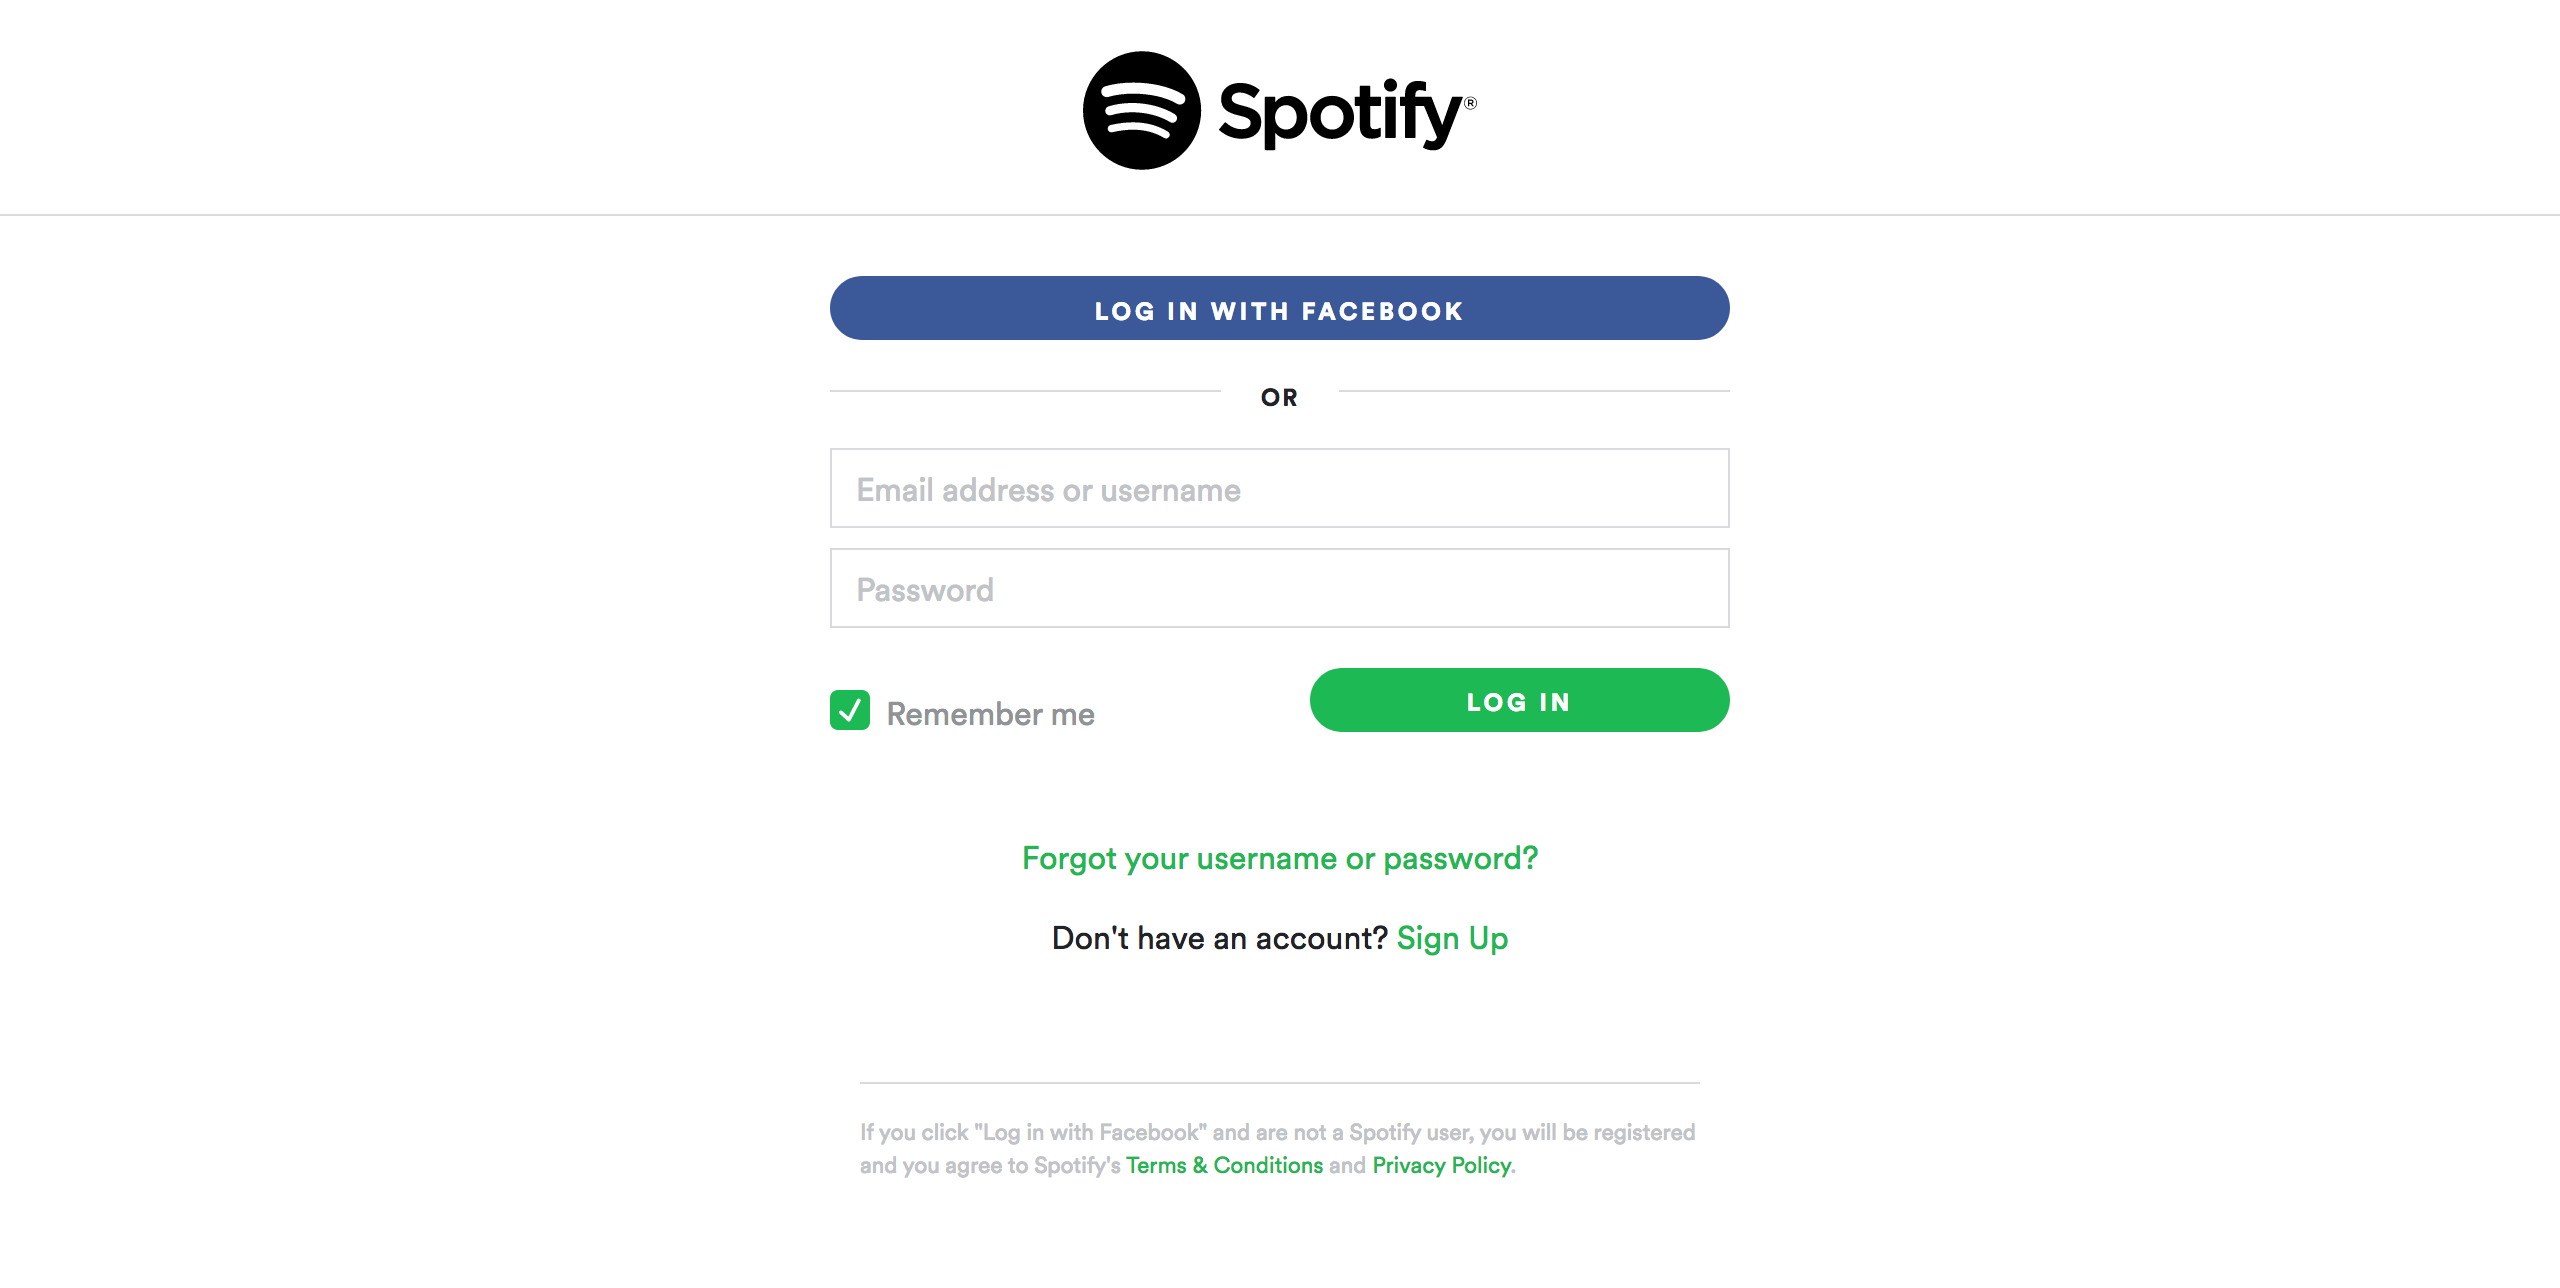 Spotify®
LOG IN WITH FACEBOOK
OR
Email address or username
Password
Remember me
LOG IN
Forgot your username or password?
Don't have an account? Sign Up
If you click "Log in with Facebook" and are not a Spotify user, you will be registered
and you agree to Spotify's Terms & Conditions and Privacy Policy.